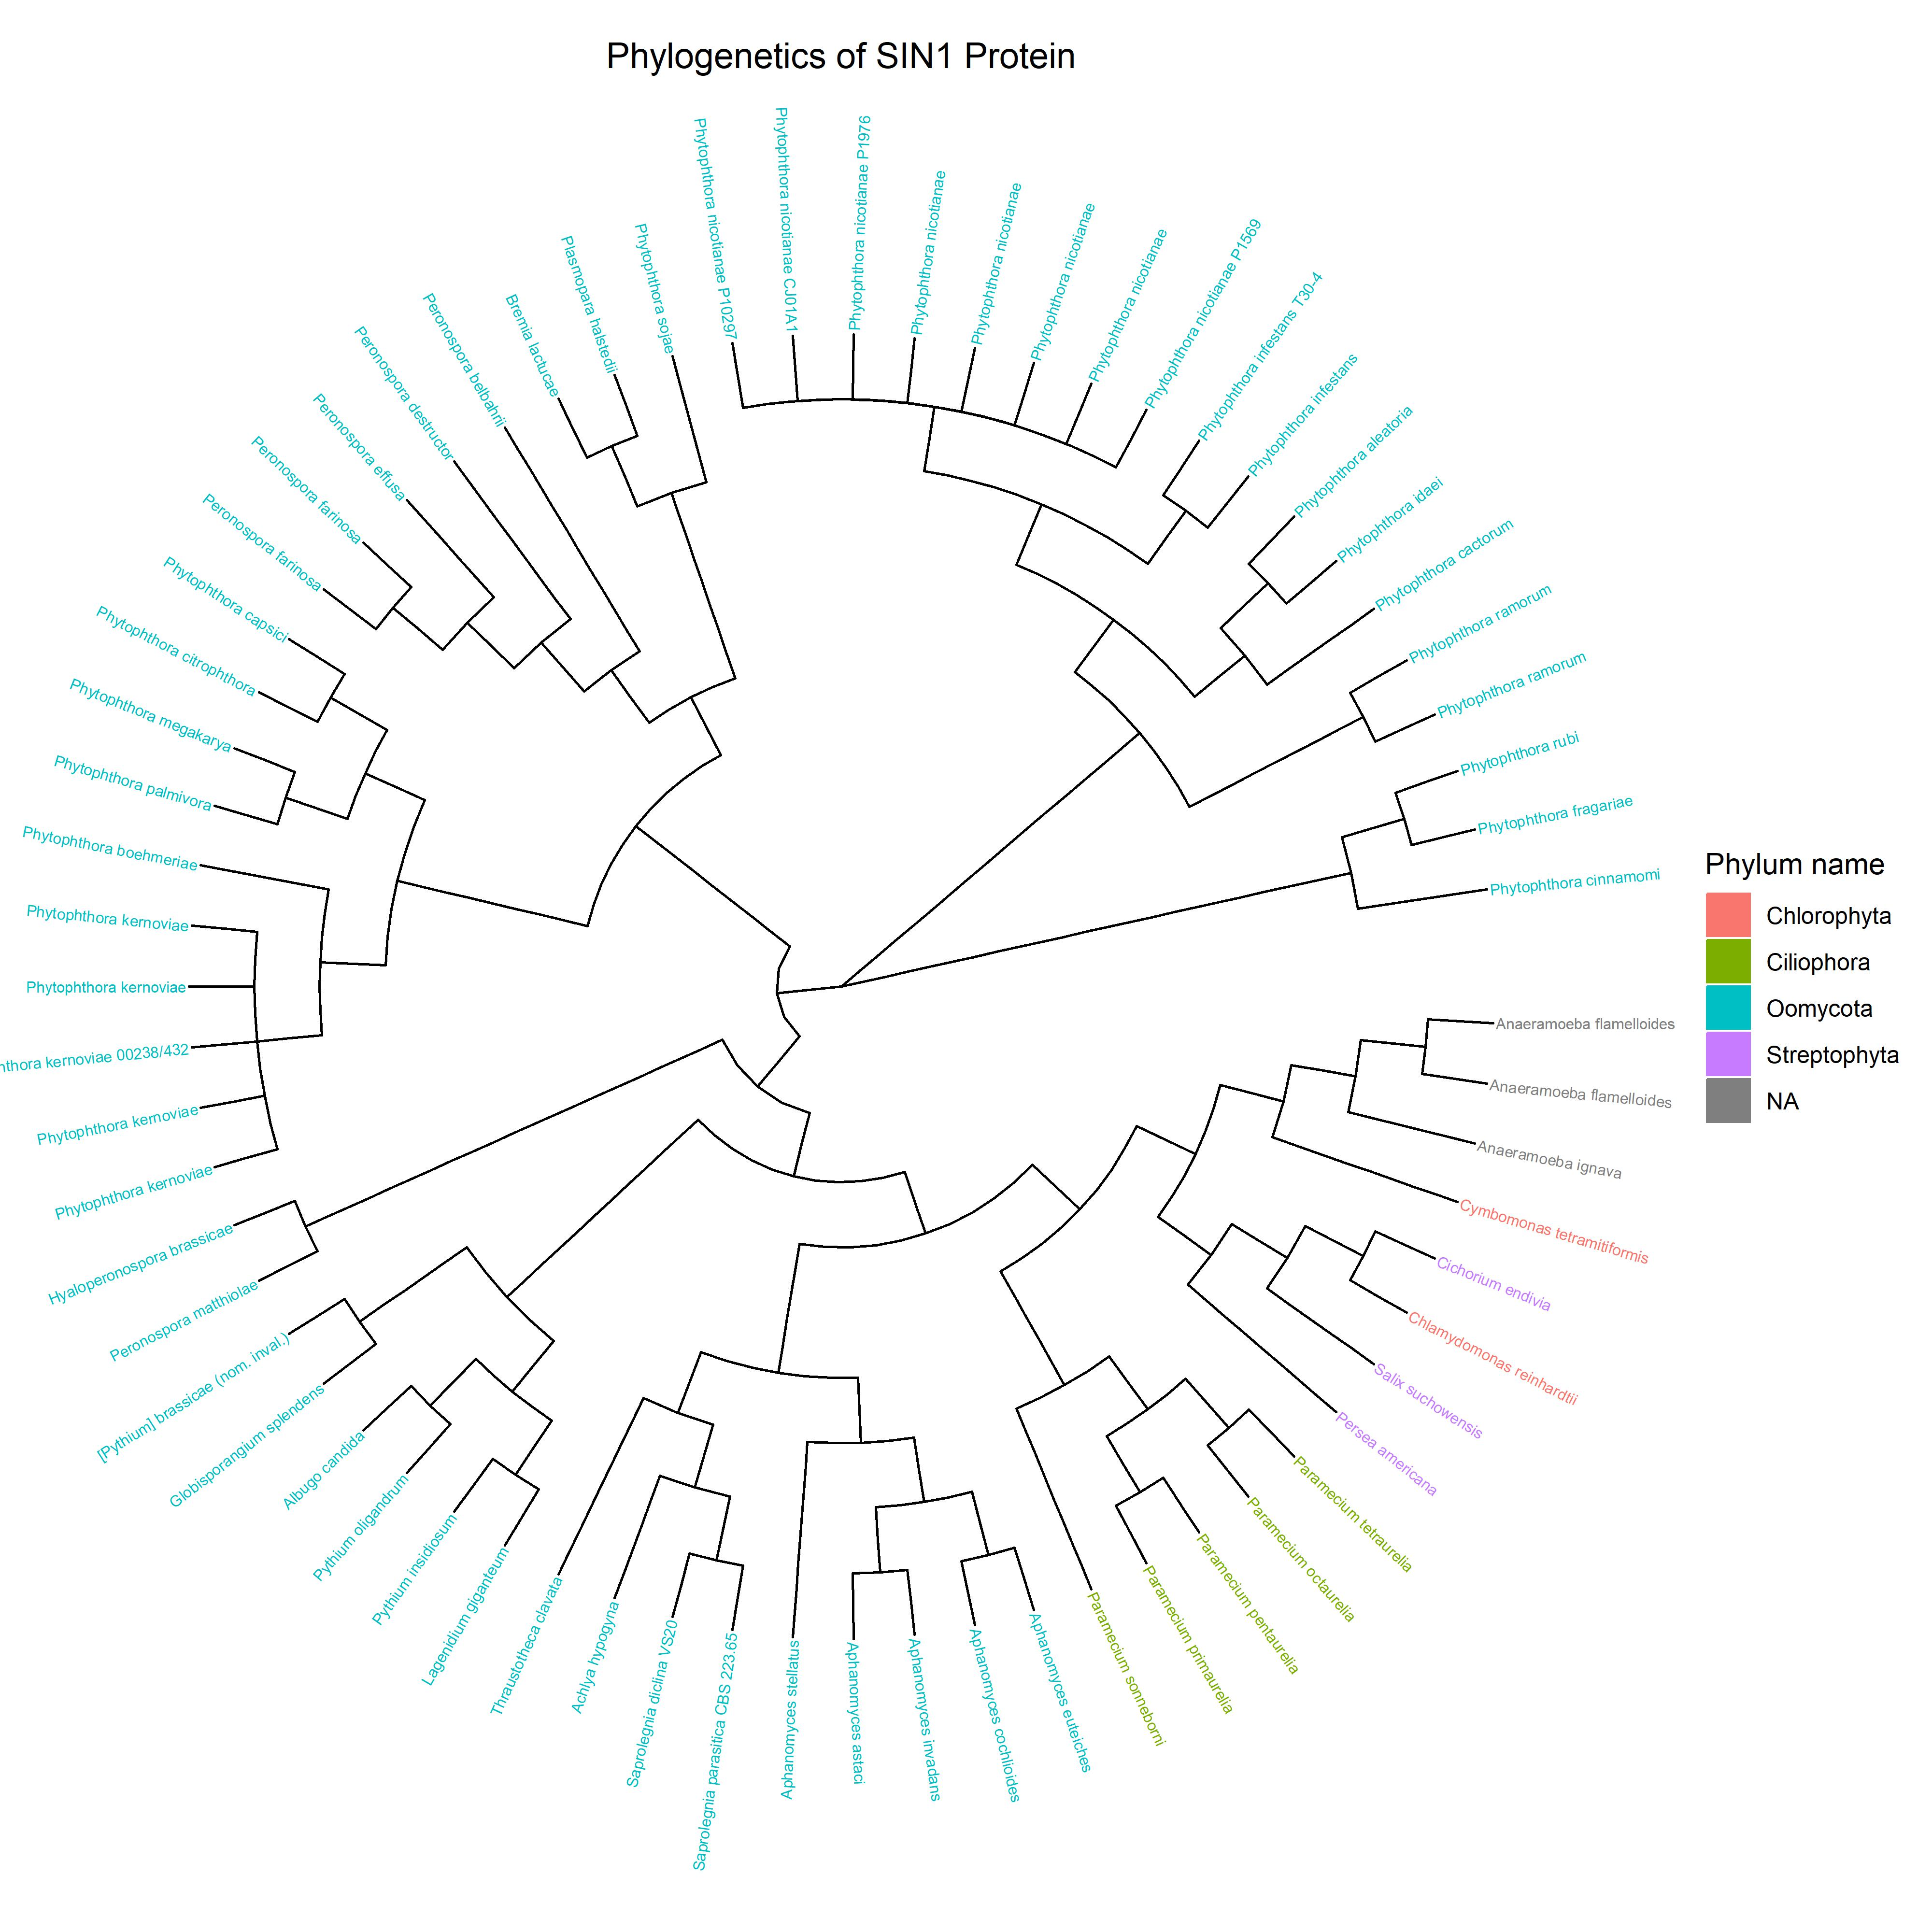 Phylogenetics of SIN1 Protein
Phytophthora nicotianae P10297
Phytophthora nicotianae CJ01A1
Phytophthora nicotianae P1976
Phytophthora nicotianae
Phytophthora nicotianae
Phytophthora nicotianae
Phytophthora nicotianae
Phytophthora nicotianae P1569
Phytophthora infestans T30-4
Phytophthora infestans
Phytophthora aleatoria
Phytophthora idaei
Phytophthora cactorum
Phytophthora ramorum
Phytophthora ramorum
Phytophthora rubi
Phytophthora fragariae
Phytophthora cinnamomi
Anaeramoeba flamelloides
Anaeramoeba flamelloides
Anaeramoeba ignava
Cymbomonas tetramitiformis
Cichorium endivia
Chlamydomonas reinhardtii
Salix suchowensis
Persea americana
Paramecium tetraurelia
Paramecium octaurelia
Paramecium pentaurelia
Paramecium primaurelia
Paramecium sonneborni
Aphanomyces euteiches
Aphanomyces cochlioides
Aphanomyces invadans
Aphanomyces astaci
Aphanomyces stellatus
Saprolegnia parasitica CBS 223.65
Saprolegnia diclina VS20
Achlya hypogyna
Thraustotheca clavata
Lagenidium giganteum
Pythium insidiosum
Pythium oligandrum
Albugo candida
Globisporangium splendens
[Pythium] brassicae (nom. inval.)
Peronospora matthiolae
Hyaloperonospora brassicae
Phytophthora kernoviae
Phytophthora kernoviae
nthora kernoviae 00238/432
Phytophthora kernoviae
Phytophthora kernoviae
Phytophthora boehmeriae
Phytophthora palmivora
Phytophthora megakarya
Phytophthora citrophthora
Phytophthora capsici
Peronospora farinosa
Peronospora farinosa
Peronospora effusa
Peronospora destructor
Peronospora belbahrii
Bremia lactucae
Plasmopara halstedii
Phytophthora sojae
Phylum name
Chlorophyta
Ciliophora
Oomycota
Streptophyta
NA